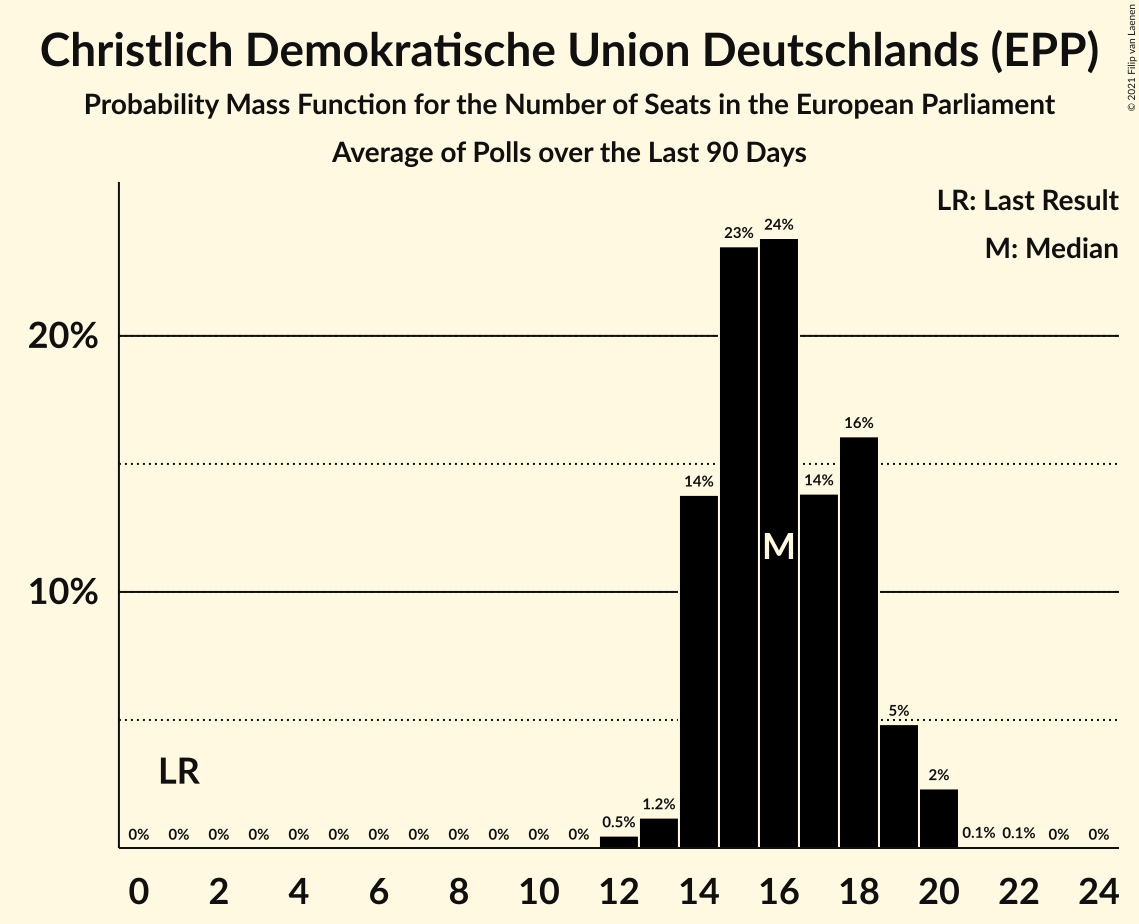 Christlich Demokratische Union Deutschlands (EPP)
Probability Mass Function for the Number of Seats in the European Parliament
Average of Polls over the Last 90 Days
© 2021 Filip van Laenen
LR: Last Result
M: Median
20%
10%
0% 0% 0% 0% 0% 0% 0% 0% 0% 0% 0% 0% 0.5% 1.2% 14% 23% 24% 14% 16% 5% 2% 0.1% 0.1% 0% 0%
LR
M
0 2 4 6 8 10 12 14 16 18 20 22 24